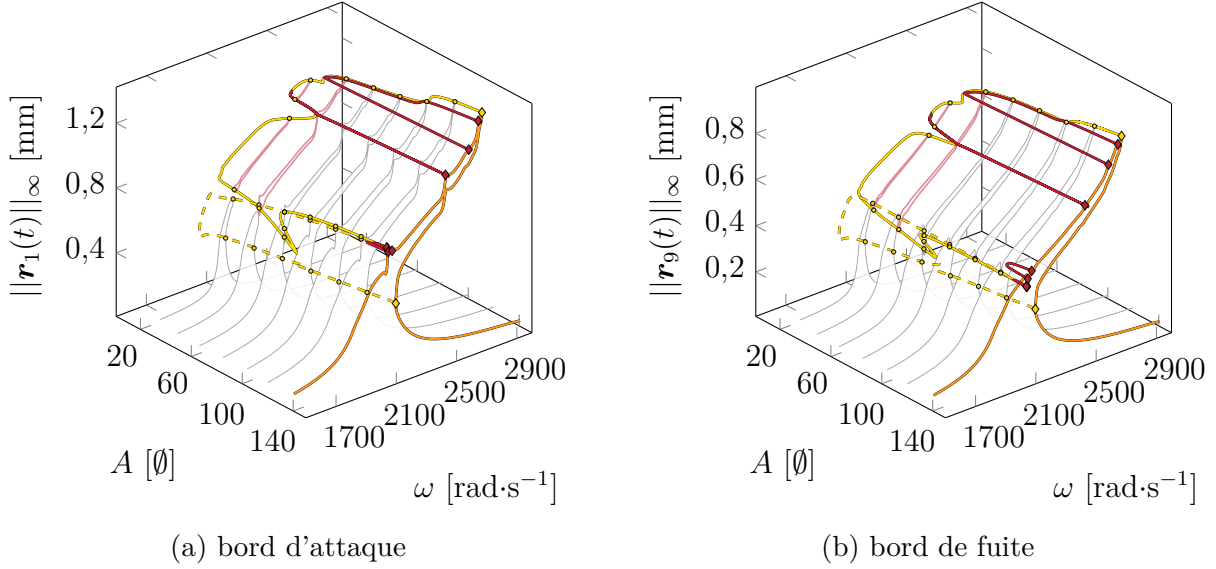 ||r₁(t)||∞ [mm]
1,2
0,8
0,4
20
60
100
140
A [∅]
1700
2100
2500
2900
ω [rad·s⁻¹]
(a) bord d'attaque
||r₉(t)||∞ [mm]
0,8
0,6
0,4
0,2
20
60
100
140
A [∅]
1700
2100
2500
2900
ω [rad·s⁻¹]
(b) bord de fuite